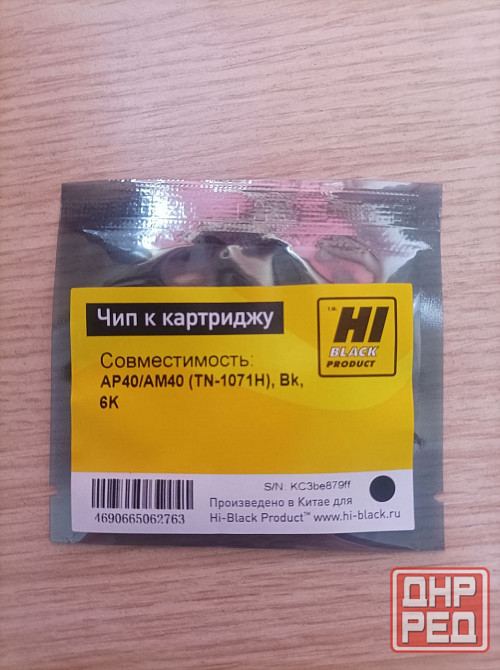 Чип к картриджу
Совместимость:
AP40/AM40 (TN-1071H), Bk,
6K
T.M.
HI
BLACK
PRODUCT
4690665062763
S/N: KC3be879ff
Произведено в Китае для
Hi-Black Product™ www.hi-black.ru
ДНР
РЕД